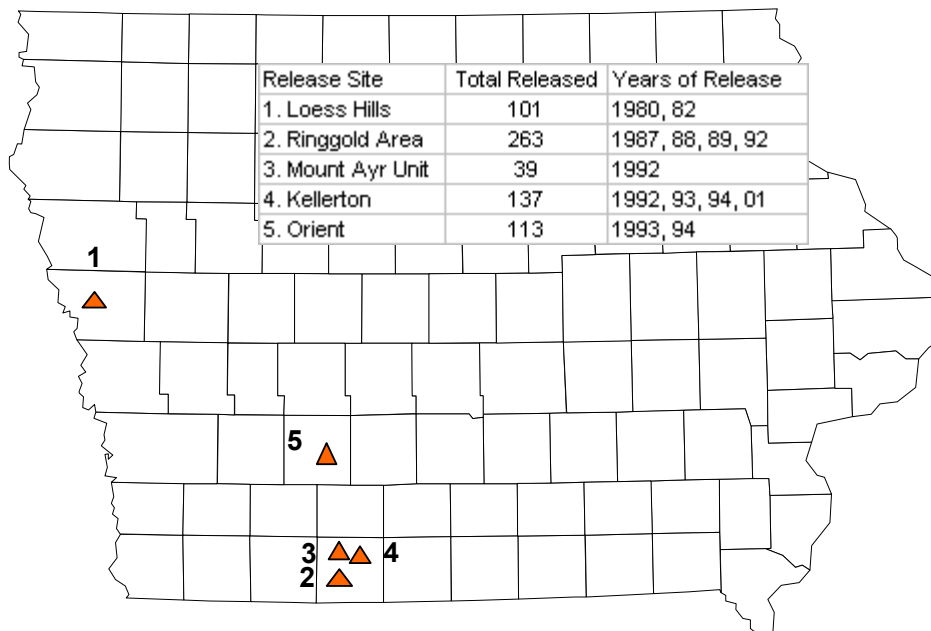 Release Site Total Released Years of Release
1. Loess Hills 101 1980, 82
2. Ringgold Area 263 1987, 88, 89, 92
3. Mount Ayr Unit 39 1992
4. Kellerton 137 1992, 93, 94, 01
5. Orient 113 1993, 94
1
5
3 4
2